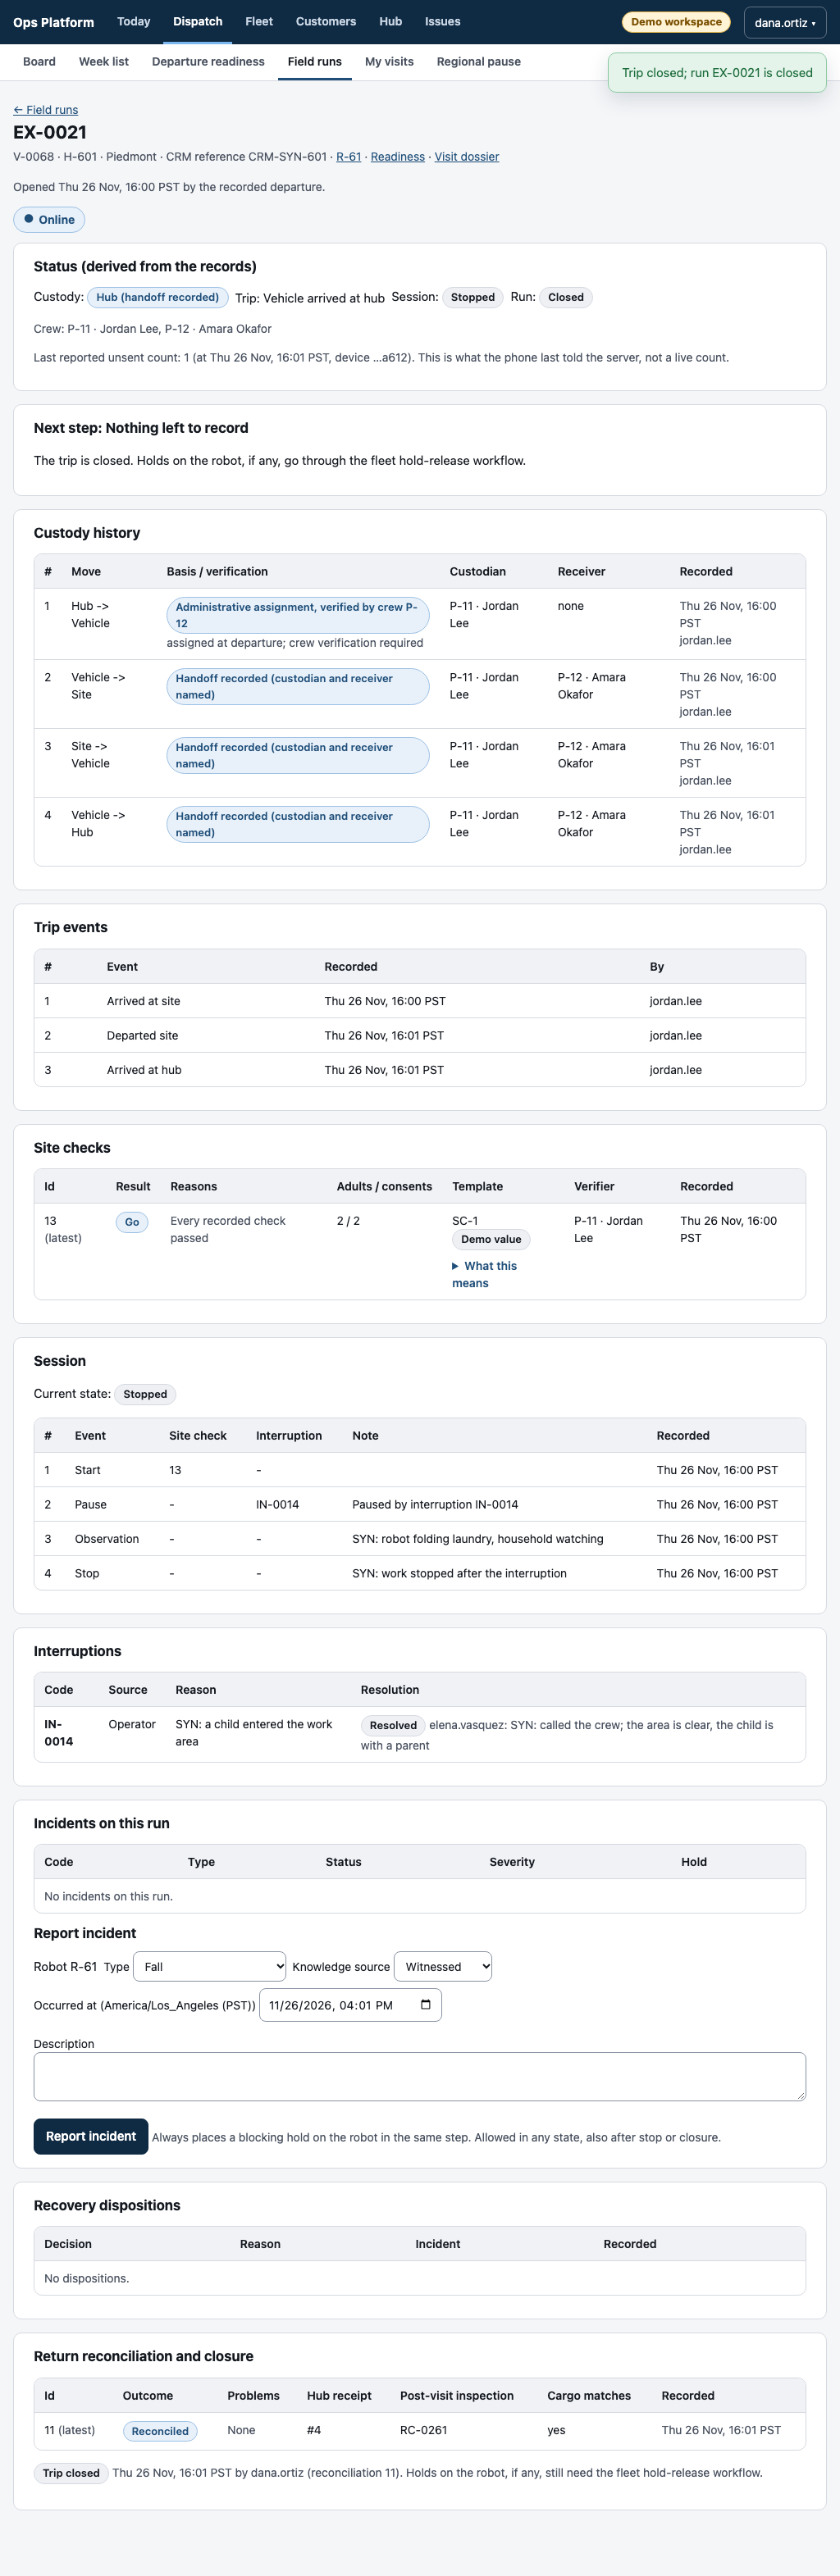 Ops Platform Today Dispatch Fleet Customers Hub Issues Demo workspace dana.ortiz ▾
Board Week list Departure readiness Field runs My visits Regional pause
Trip closed; run EX-0021 is closed
← Field runs
EX-0021
V-0068 · H-601 · Piedmont · CRM reference CRM-SYN-601 · R-61 · Readiness · Visit dossier
Opened Thu 26 Nov, 16:00 PST by the recorded departure.
Online
Status (derived from the records)
Custody: Hub (handoff recorded) Trip: Vehicle arrived at hub Session: Stopped Run: Closed
Crew: P-11 · Jordan Lee, P-12 · Amara Okafor
Last reported unsent count: 1 (at Thu 26 Nov, 16:01 PST, device …a612). This is what the phone last told the server, not a live count.
Next step: Nothing left to record
The trip is closed. Holds on the robot, if any, go through the fleet hold-release workflow.
Custody history
# Move Basis / verification Custodian Receiver Recorded
1 Hub -> Administrative assignment, verified by crew P- P-11 · Jordan none Thu 26 Nov, 16:00
Vehicle 12 Lee PST
assigned at departure; crew verification required jordan.lee
2 Vehicle -> Handoff recorded (custodian and receiver P-11 · Jordan P-12 · Amara Thu 26 Nov, 16:00
Site named) Lee Okafor PST
jordan.lee
3 Site -> Handoff recorded (custodian and receiver P-11 · Jordan P-12 · Amara Thu 26 Nov, 16:01
Vehicle named) Lee Okafor PST
jordan.lee
4 Vehicle -> Handoff recorded (custodian and receiver P-11 · Jordan P-12 · Amara Thu 26 Nov, 16:01
Hub named) Lee Okafor PST
jordan.lee
Trip events
# Event Recorded By
1 Arrived at site Thu 26 Nov, 16:00 PST jordan.lee
2 Departed site Thu 26 Nov, 16:01 PST jordan.lee
3 Arrived at hub Thu 26 Nov, 16:01 PST jordan.lee
Site checks
Id Result Reasons Adults / consents Template Verifier Recorded
13 Go Every recorded check 2 / 2 SC-1 P-11 · Jordan Thu 26 Nov, 16:00
(latest) passed Demo value Lee PST
▶ What this
means
Session
Current state: Stopped
# Event Site check Interruption Note Recorded
1 Start 13 - Thu 26 Nov, 16:00 PST
2 Pause - IN-0014 Paused by interruption IN-0014 Thu 26 Nov, 16:00 PST
3 Observation - - SYN: robot folding laundry, household watching Thu 26 Nov, 16:00 PST
4 Stop - - SYN: work stopped after the interruption Thu 26 Nov, 16:00 PST
Interruptions
Code Source Reason Resolution
IN- Operator SYN: a child entered the work Resolved elena.vasquez: SYN: called the crew; the area is clear, the child is
0014 area with a parent
Incidents on this run
Code Type Status Severity Hold
No incidents on this run.
Report incident
Robot R-61 Type Fall Knowledge source Witnessed
Occurred at (America/Los_Angeles (PST)) 11/26/2026, 04:01 PM
Description
Report incident Always places a blocking hold on the robot in the same step. Allowed in any state, also after stop or closure.
Recovery dispositions
Decision Reason Incident Recorded
No dispositions.
Return reconciliation and closure
Id Outcome Problems Hub receipt Post-visit inspection Cargo matches Recorded
11 (latest) Reconciled None #4 RC-0261 yes Thu 26 Nov, 16:01 PST
Trip closed Thu 26 Nov, 16:01 PST by dana.ortiz (reconciliation 11). Holds on the robot, if any, still need the fleet hold-release workflow.